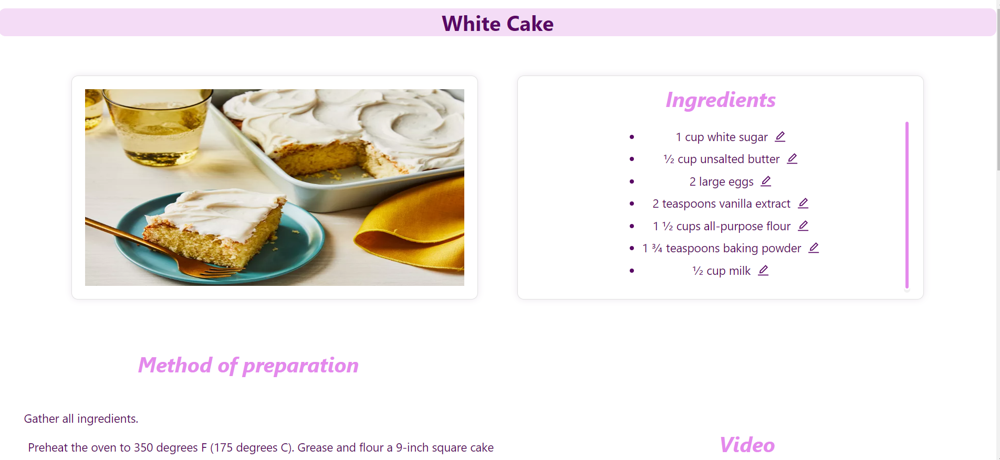 White Cake
Ingredients
1 cup white sugar
½ cup unsalted butter
2 large eggs
2 teaspoons vanilla extract
1 ½ cups all-purpose flour
1 ¾ teaspoons baking powder
½ cup milk
Method of preparation
Gather all ingredients.
Preheat the oven to 350 degrees F (175 degrees C). Grease and flour a 9-inch square cake
Video